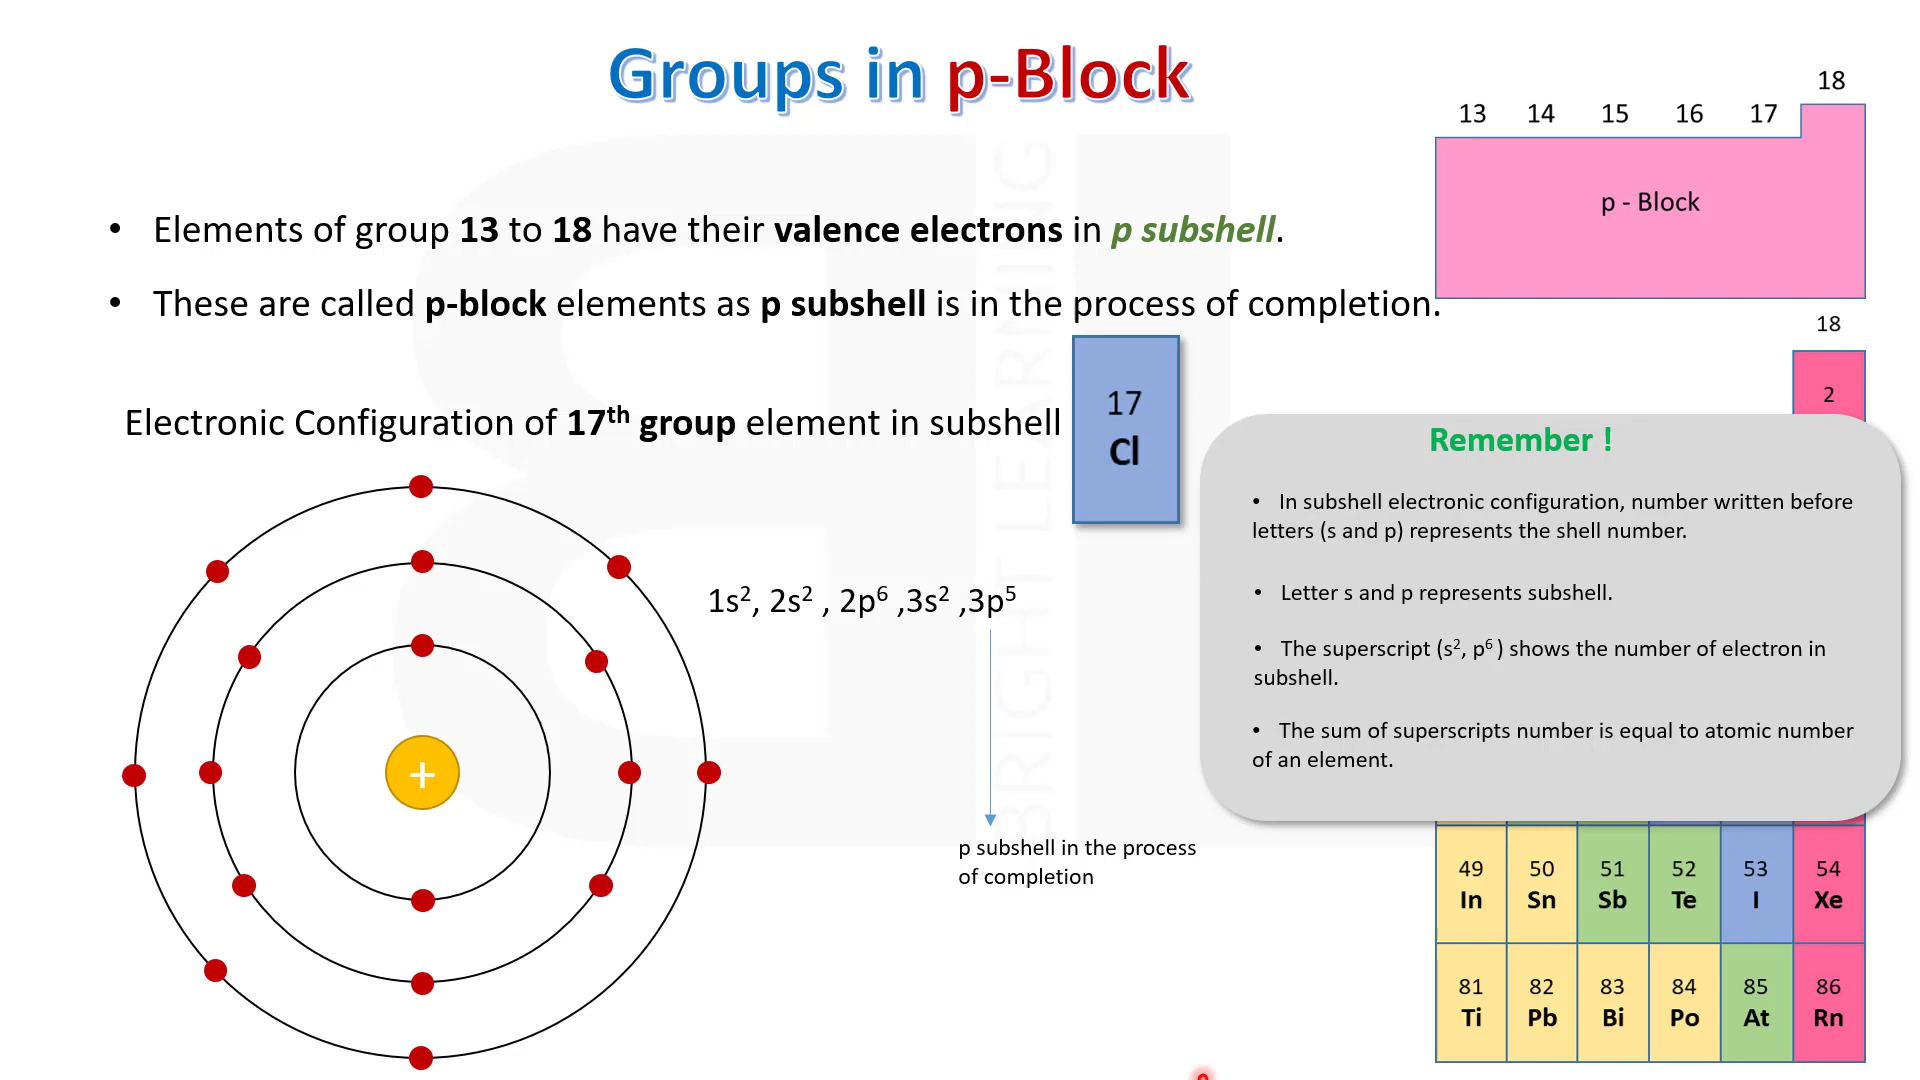 Groups in p-Block
• Elements of group 13 to 18 have their valence electrons in p subshell.
• These are called p-block elements as p subshell is in the process of completion.
Electronic Configuration of 17th group element in subshell
17
Cl
+
1s², 2s² , 2p⁶ ,3s² ,3p⁵
p subshell in the process
of completion
13 14 15 16 17 18
p - Block
18
2
Remember !
• In subshell electronic configuration, number written before
letters (s and p) represents the shell number.
• Letter s and p represents subshell.
• The superscript (s², p⁶ ) shows the number of electron in
subshell.
• The sum of superscripts number is equal to atomic number
of an element.
49 50 51 52 53 54
In Sn Sb Te I Xe
81 82 83 84 85 86
Ti Pb Bi Po At Rn
BRIGHT LEARNING